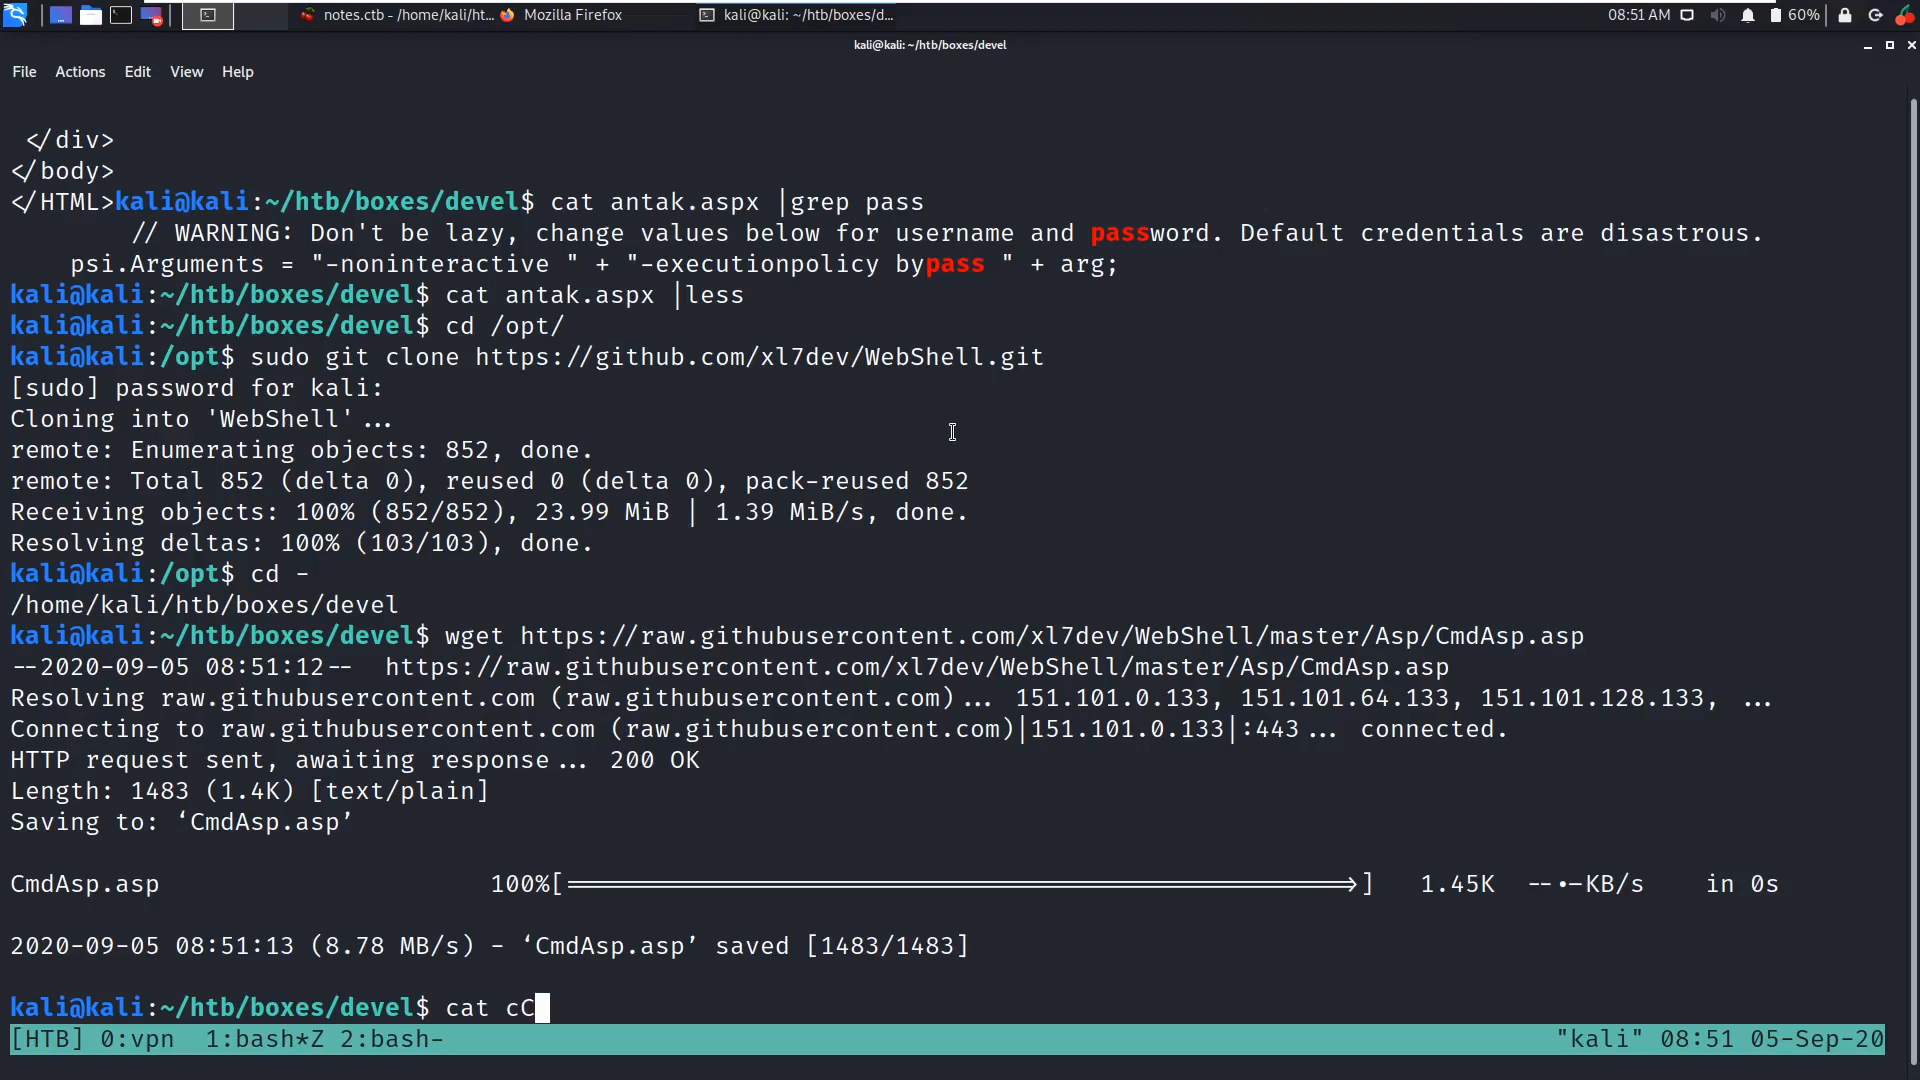 notes.ctb - /home/kali/ht... Mozilla Firefox kali@kali: ~/htb/boxes/d... 08:51 AM 60%
kali@kali: ~/htb/boxes/devel
File Actions Edit View Help
</div>
</body>
</HTML>kali@kali:~/htb/boxes/devel$ cat antak.aspx |grep pass
// WARNING: Don't be lazy, change values below for username and password. Default credentials are disastrous.
psi.Arguments = "-noninteractive " + "-executionpolicy bypass " + arg;
kali@kali:~/htb/boxes/devel$ cat antak.aspx |less
kali@kali:~/htb/boxes/devel$ cd /opt/
kali@kali:/opt$ sudo git clone https://github.com/xl7dev/WebShell.git
[sudo] password for kali:
Cloning into 'WebShell'...
remote: Enumerating objects: 852, done.
remote: Total 852 (delta 0), reused 0 (delta 0), pack-reused 852
Receiving objects: 100% (852/852), 23.99 MiB | 1.39 MiB/s, done.
Resolving deltas: 100% (103/103), done.
kali@kali:/opt$ cd -
/home/kali/htb/boxes/devel
kali@kali:~/htb/boxes/devel$ wget https://raw.githubusercontent.com/xl7dev/WebShell/master/Asp/CmdAsp.asp
--2020-09-05 08:51:12-- https://raw.githubusercontent.com/xl7dev/WebShell/master/Asp/CmdAsp.asp
Resolving raw.githubusercontent.com (raw.githubusercontent.com)... 151.101.0.133, 151.101.64.133, 151.101.128.133, ...
Connecting to raw.githubusercontent.com (raw.githubusercontent.com)|151.101.0.133|:443... connected.
HTTP request sent, awaiting response... 200 OK
Length: 1483 (1.4K) [text/plain]
Saving to: ‘CmdAsp.asp’
CmdAsp.asp 100%[==================================================>] 1.45K --.-KB/s in 0s
2020-09-05 08:51:13 (8.78 MB/s) - ‘CmdAsp.asp’ saved [1483/1483]
kali@kali:~/htb/boxes/devel$ cat cC
[HTB] 0:vpn 1:bash*Z 2:bash- "kali" 08:51 05-Sep-20